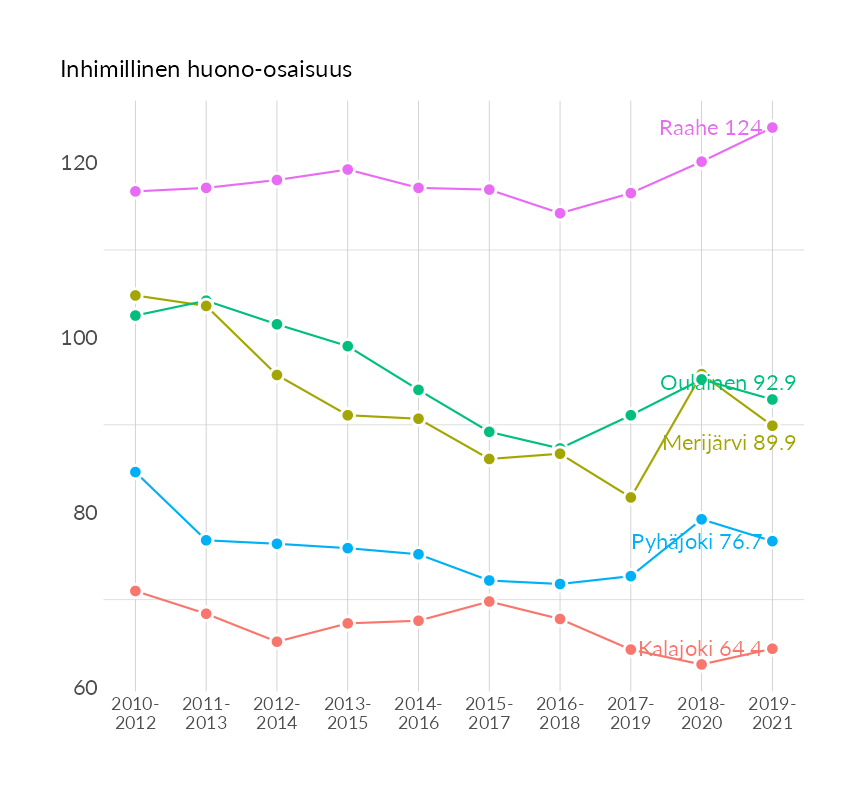 Inhimillinen huono-osaisuus
Raahe 124
120
100
Oulainen 92.9
Merijärvi 89.9
80
Pyhäjoki 76.7
Kalajoki 64.4
60
2010- 2011- 2012- 2013- 2014- 2015- 2016- 2017- 2018- 2019-
2012 2013 2014 2015 2016 2017 2018 2019 2020 2021